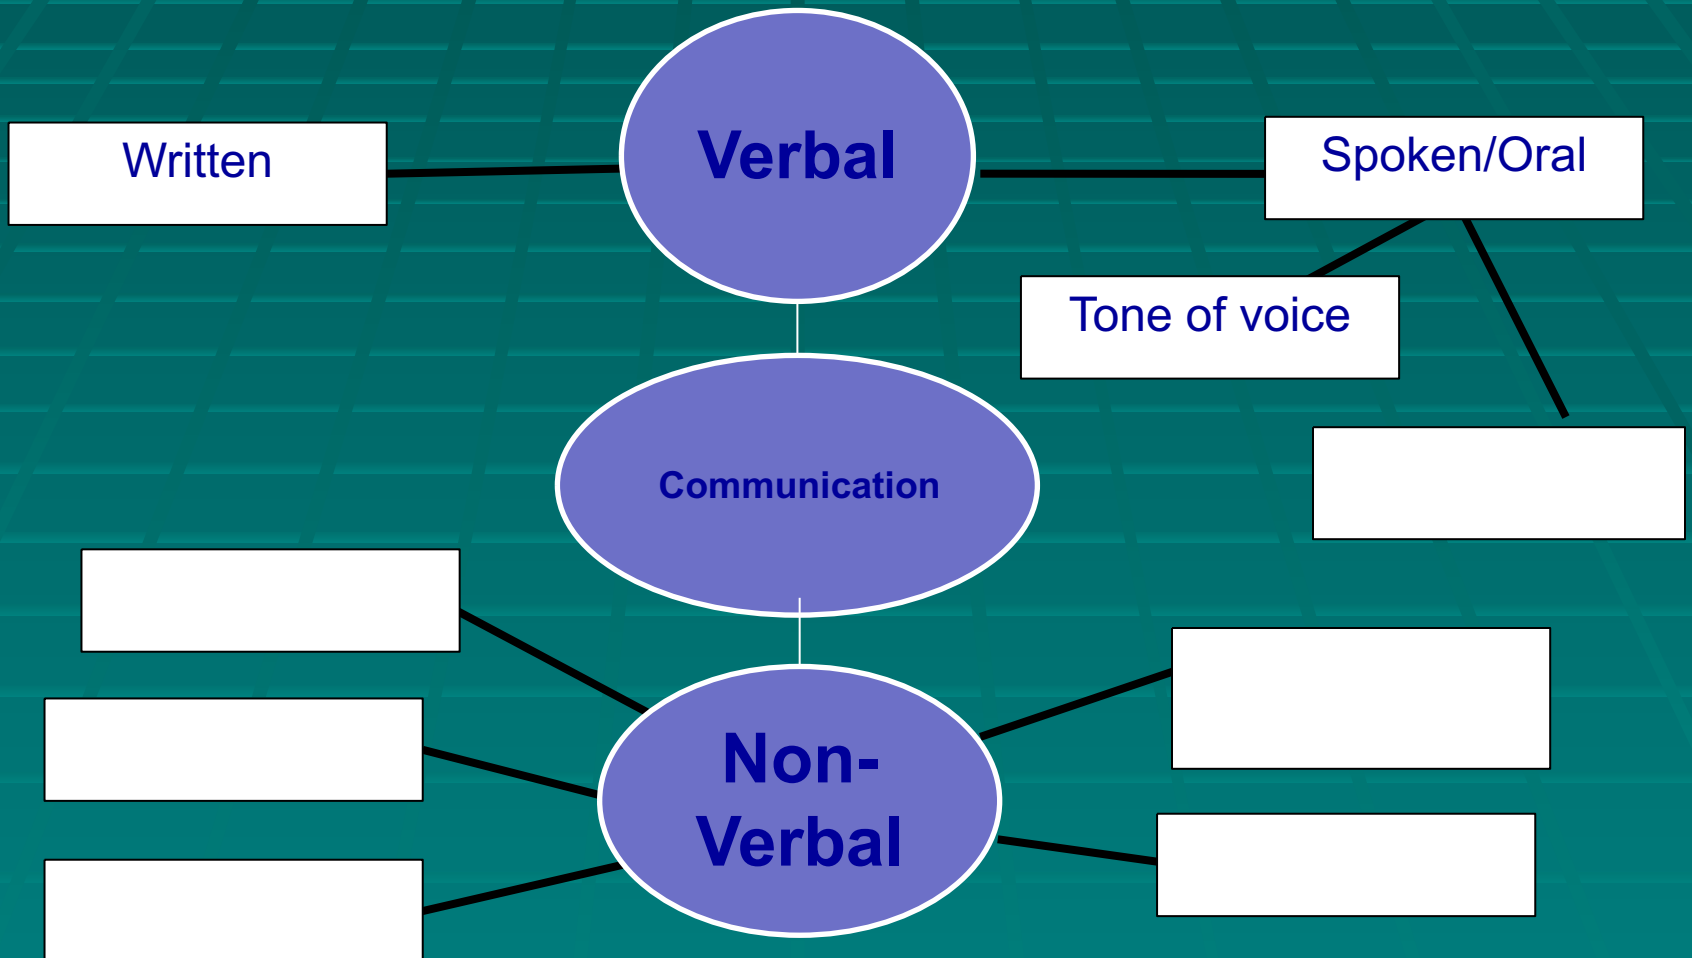 Verbal
Written
Spoken/Oral
Tone of voice
Communication
Non-
Verbal